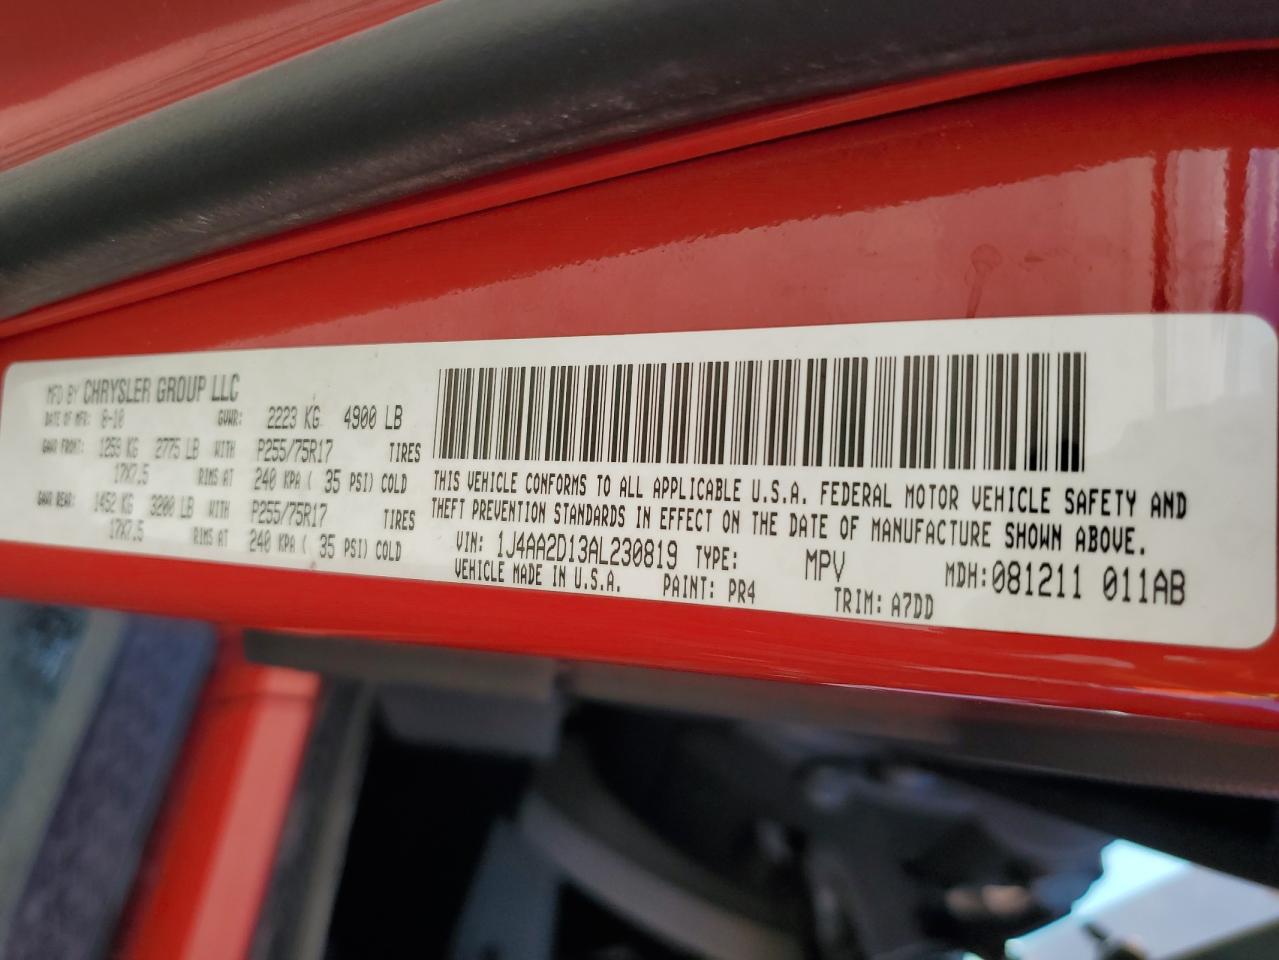 MFD BY CHRYSLER GROUP LLC
DATE OF MFR: 8-10 GVWR: 2223 KG 4900 LB
GAWR FRONT: 1259 KG 2775 LB WITH P255/75R17 TIRES
17X7.5 RIMS AT 240 KPA ( 35 PSI) COLD
GAWR REAR: 1452 KG 3200 LB WITH P255/75R17 TIRES
17X7.5 RIMS AT 240 KPA ( 35 PSI) COLD
THIS VEHICLE CONFORMS TO ALL APPLICABLE U.S.A. FEDERAL MOTOR VEHICLE SAFETY AND
THEFT PREVENTION STANDARDS IN EFFECT ON THE DATE OF MANUFACTURE SHOWN ABOVE.
VIN: 1J4AA2D13AL230819 TYPE: MPV MDH:081211 011AB
VEHICLE MADE IN U.S.A. PAINT: PR4 TRIM: A7DD